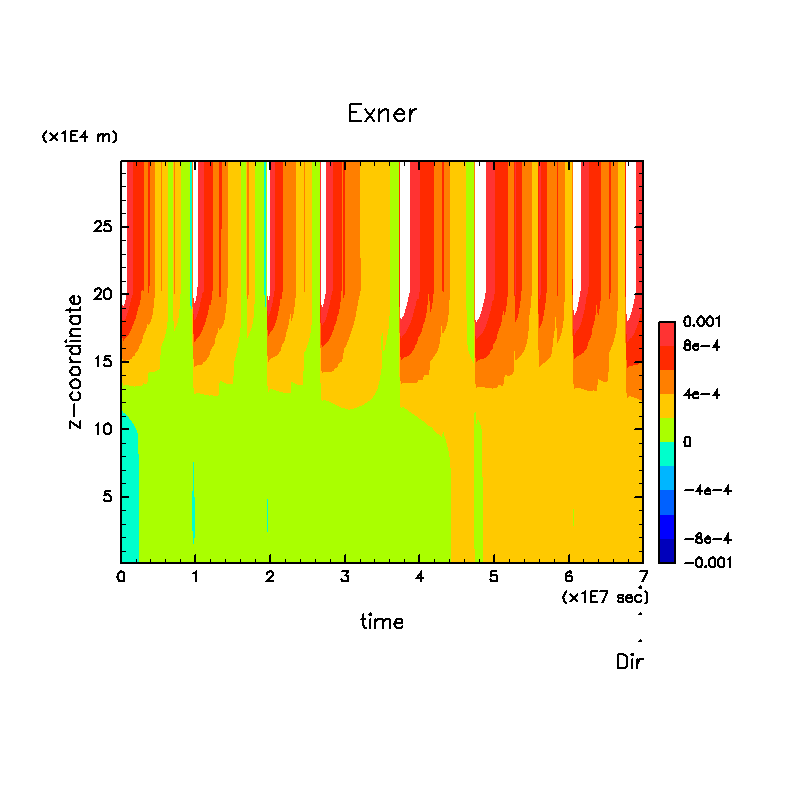 Exner
(×1E4 m)
25
20
15
10
5
z-coordinate
0 1 2 3 4 5 6 7
(×1E7 sec)
time
0.001
8e-4
4e-4
0
-4e-4
-8e-4
-0.001
Dir